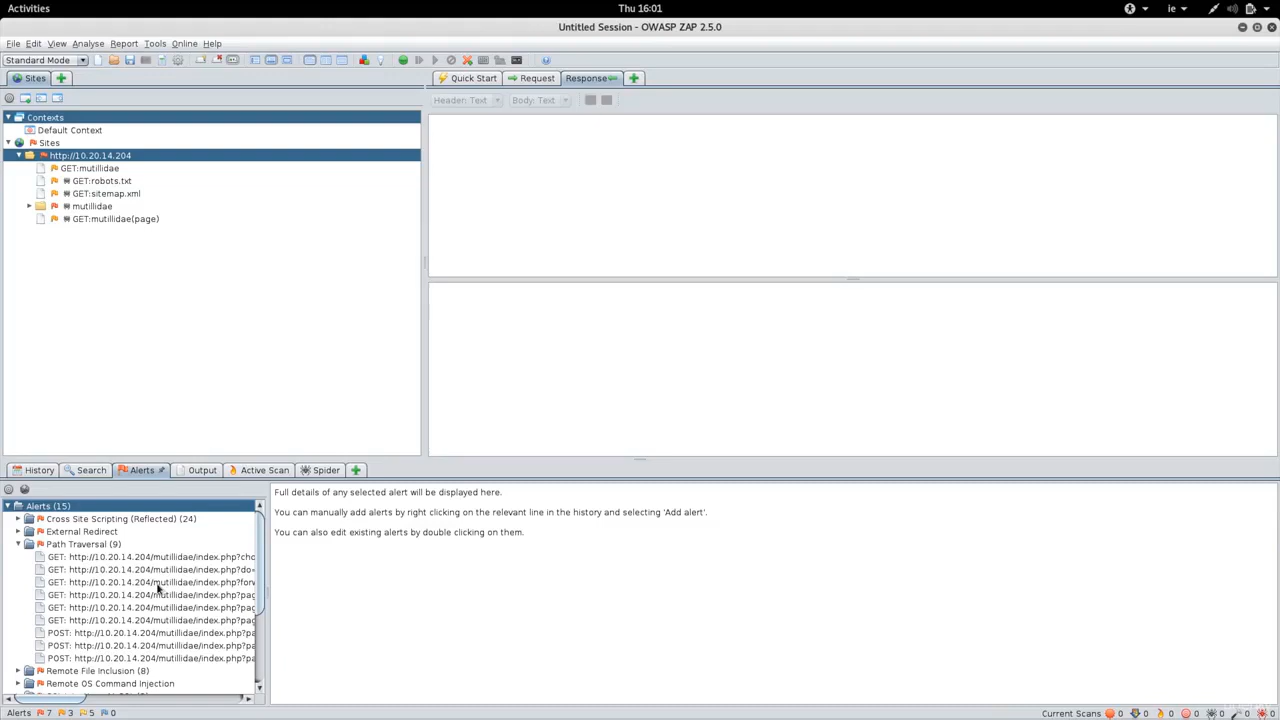 Activities
Thu 16:01
ie
Untitled Session - OWASP ZAP 2.5.0
File Edit View Analyse Report Tools Online Help
Standard Mode
Sites
Quick Start
Request
Response
Header: Text
Body: Text
Contexts
Default Context
Sites
http://10.20.14.204
GET:mutillidae
GET:robots.txt
GET:sitemap.xml
mutillidae
GET:mutillidae(page)
History
Search
Alerts
Output
Active Scan
Spider
Alerts (15)
Cross Site Scripting (Reflected) (24)
External Redirect
Path Traversal (9)
GET: http://10.20.14.204/mutillidae/index.php?cho
GET: http://10.20.14.204/mutillidae/index.php?do=
GET: http://10.20.14.204/mutillidae/index.php?forw
GET: http://10.20.14.204/mutillidae/index.php?pag
GET: http://10.20.14.204/mutillidae/index.php?pag
GET: http://10.20.14.204/mutillidae/index.php?pag
POST: http://10.20.14.204/mutillidae/index.php?pa
POST: http://10.20.14.204/mutillidae/index.php?pa
POST: http://10.20.14.204/mutillidae/index.php?pa
Remote File Inclusion (8)
Remote OS Command Injection
Full details of any selected alert will be displayed here.
You can manually add alerts by right clicking on the relevant line in the history and selecting 'Add alert'.
You can also edit existing alerts by double clicking on them.
Alerts 7 3 5 0
Current Scans 0 0 0 0 0 0 0